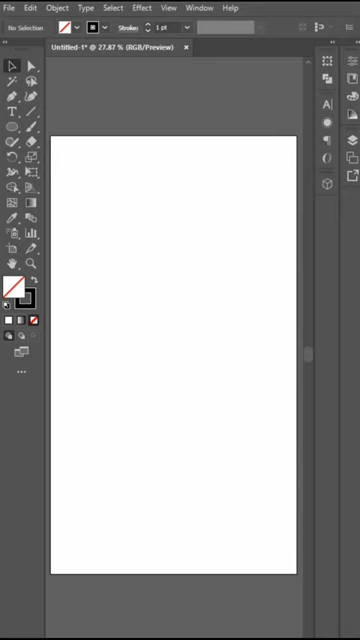 File Edit Object Type Select Effect View Window Help
No Selection Stroke: 1 pt
Untitled-1* @ 27.87 % (RGB/Preview) ×